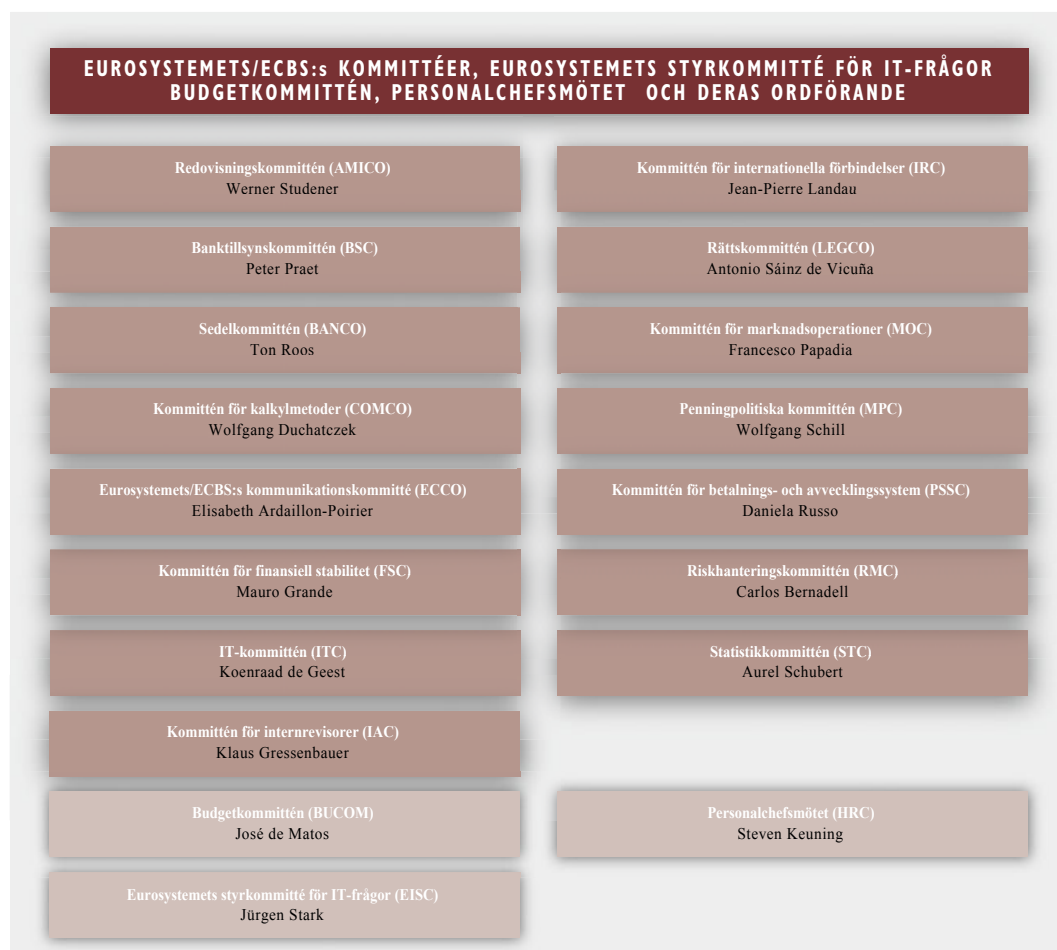 EUROSYSTEMETS/ECBS:s KOMMITTÉER, EUROSYSTEMETS STYRKOMMITTÉ FÖR IT-FRÅGOR
BUDGETKOMMITTÉN, PERSONALCHEFSMÖTET OCH DERAS ORDFÖRANDE
Redovisningskommittén (AMICO)
Werner Studener
Banktillsynskommittén (BSC)
Peter Praet
Sedelkommittén (BANCO)
Ton Roos
Kommittén för kalkylmetoder (COMCO)
Wolfgang Duchatczek
Eurosystemets/ECBS:s kommunikationskommitté (ECCO)
Elisabeth Ardaillon-Poirier
Kommittén för finansiell stabilitet (FSC)
Mauro Grande
IT-kommittén (ITC)
Koenraad de Geest
Kommittén för internrevisorer (IAC)
Klaus Gressenbauer
Budgetkommittén (BUCOM)
José de Matos
Eurosystemets styrkommitté för IT-frågor (EISC)
Jürgen Stark
Kommittén för internationella förbindelser (IRC)
Jean-Pierre Landau
Rättskommittén (LEGCO)
Antonio Sáinz de Vicuña
Kommittén för marknadsoperationer (MOC)
Francesco Papadia
Penningpolitiska kommittén (MPC)
Wolfgang Schill
Kommittén för betalnings- och avvecklingssystem (PSSC)
Daniela Russo
Riskhanteringskommittén (RMC)
Carlos Bernadell
Statistikkommittén (STC)
Aurel Schubert
Personalchefsmötet (HRC)
Steven Keuning